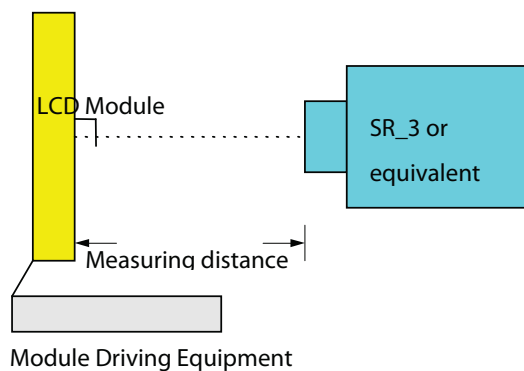 LCD Module
SR_3 or
equivalent
Measuring distance
Module Driving Equipment